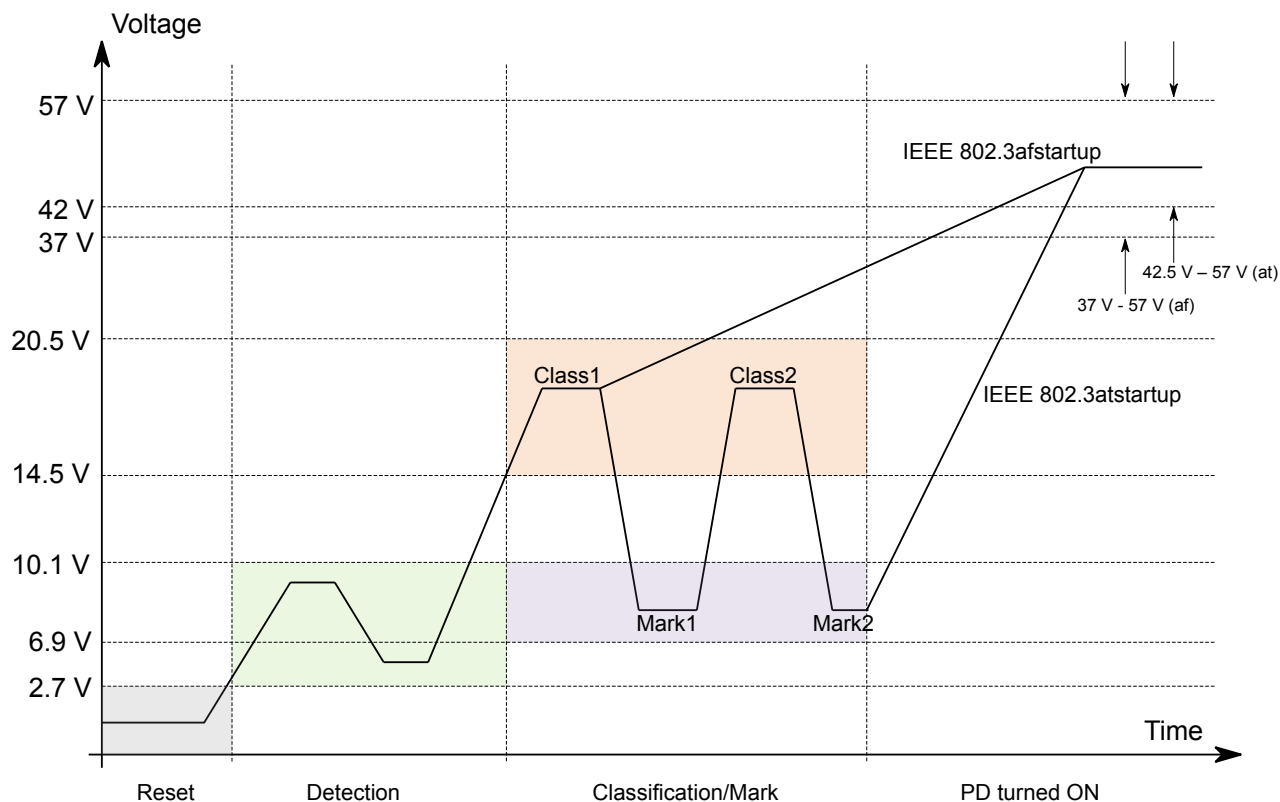 Voltage
57 V
IEEE 802.3afstartup
42 V
37 V
42.5 V – 57 V (at)
37 V - 57 V (af)
20.5 V
Class1
Class2
IEEE 802.3atstartup
14.5 V
10.1 V
Mark1
Mark2
6.9 V
2.7 V
Time
Reset
Detection
Classification/Mark
PD turned ON